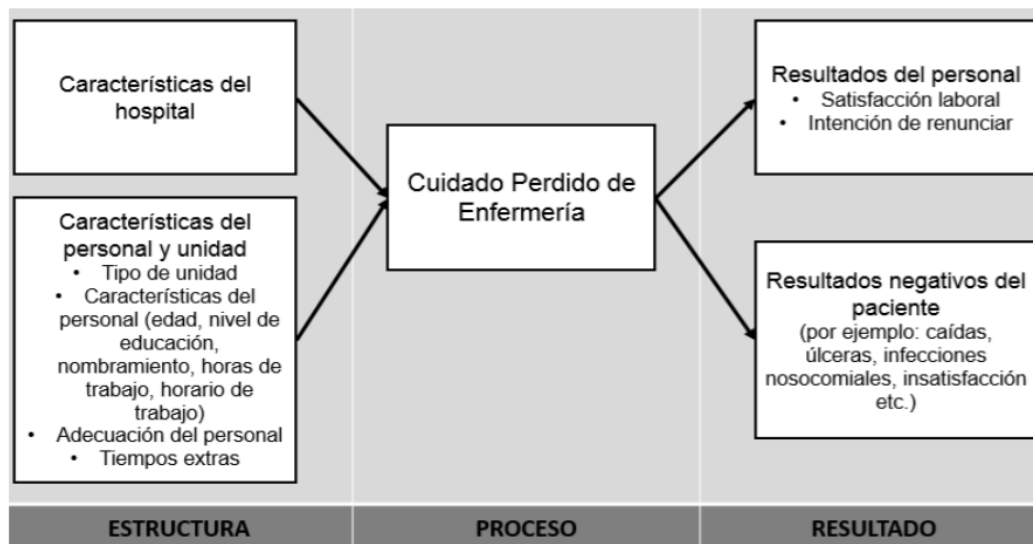 Características del
hospital
Características del
personal y unidad
• Tipo de unidad
• Características del
personal (edad, nivel de
educación,
nombramiento, horas de
trabajo, horario de
trabajo)
• Adecuación del personal
• Tiempos extras
Cuidado Perdido de
Enfermería
Resultados del personal
• Satisfacción laboral
• Intención de renunciar
Resultados negativos del
paciente
(por ejemplo: caídas,
úlceras, infecciones
nosocomiales, insatisfacción
etc.)
ESTRUCTURA
PROCESO
RESULTADO